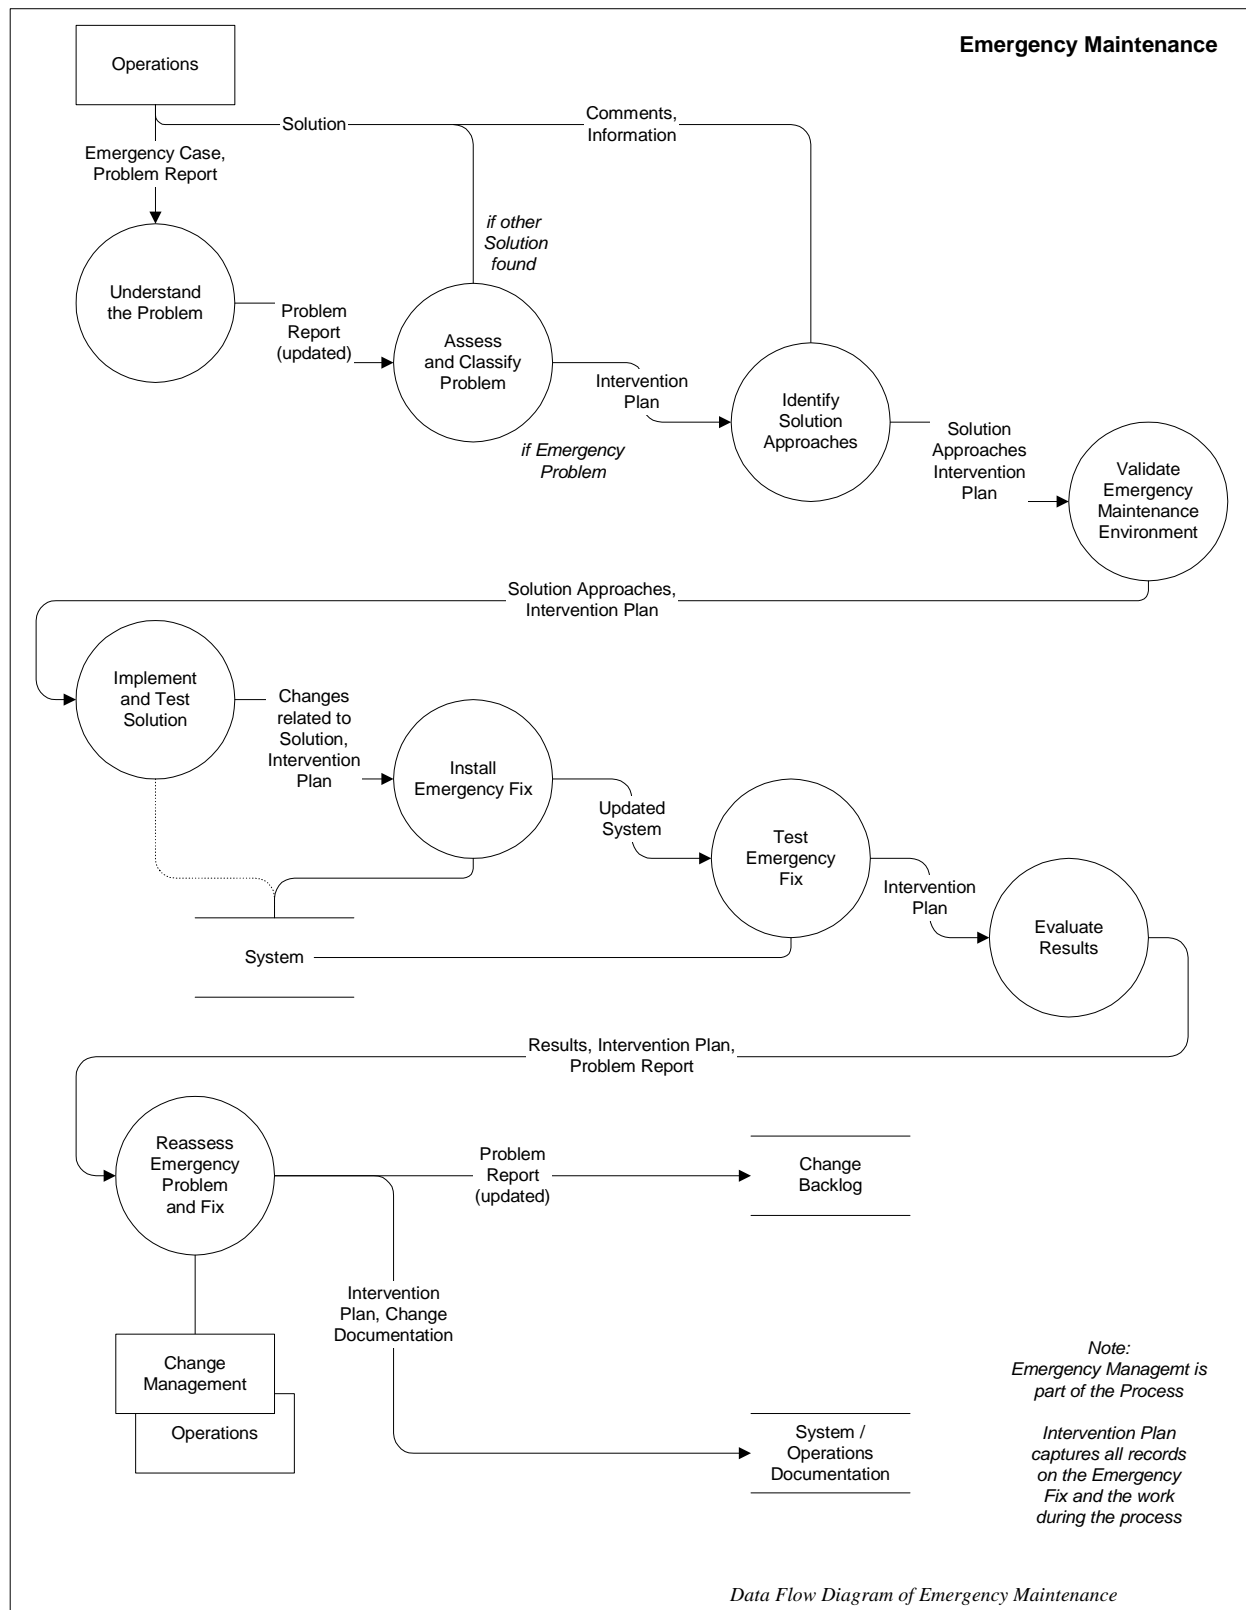 Emergency Maintenance
Operations
Solution
Comments,
Information
Emergency Case,
Problem Report
if other
Solution
found
Understand
the Problem
Problem
Report
(updated)
Assess
and Classify
Problem
Intervention
Plan
if Emergency
Problem
Identify
Solution
Approaches
Solution
Approaches
Intervention
Plan
Validate
Emergency
Maintenance
Environment
Solution Approaches,
Intervention Plan
Implement
and Test
Solution
Changes
related to
Solution,
Intervention
Plan
Install
Emergency Fix
Updated
System
Test
Emergency
Fix
Intervention
Plan
Evaluate
Results
System
Results, Intervention Plan,
Problem Report
Reassess
Emergency
Problem
and Fix
Problem
Report
(updated)
Change
Backlog
Intervention
Plan, Change
Documentation
Change
Management
Operations
System /
Operations
Documentation
Note:
Emergency Managemt is
part of the Process
Intervention Plan
captures all records
on the Emergency
Fix and the work
during the process
Data Flow Diagram of Emergency Maintenance